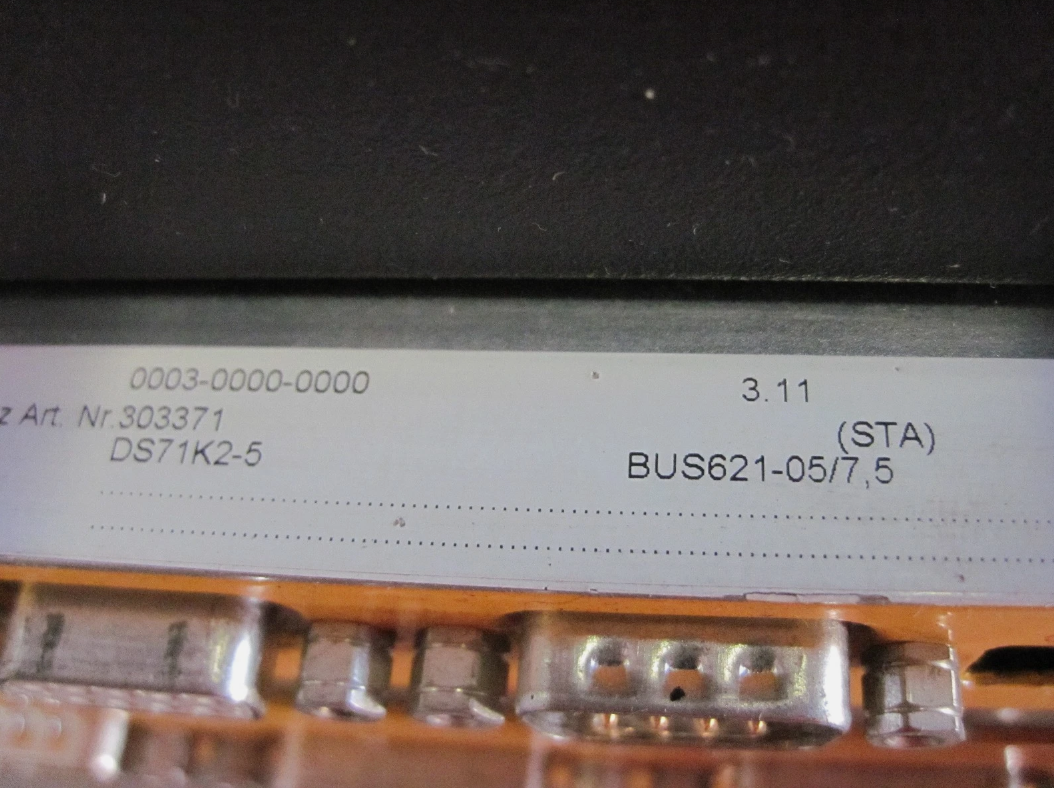 0003-0000-0000 3.11
z Art. Nr.303371 (STA)
DS71K2-5 BUS621-05/7,5